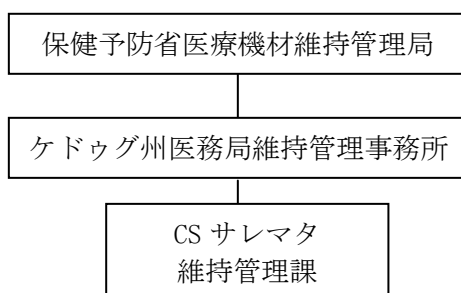 保健予防省医療機材維持管理局
ケドゥグ州医務局維持管理事務所
CS サレマタ
維持管理課